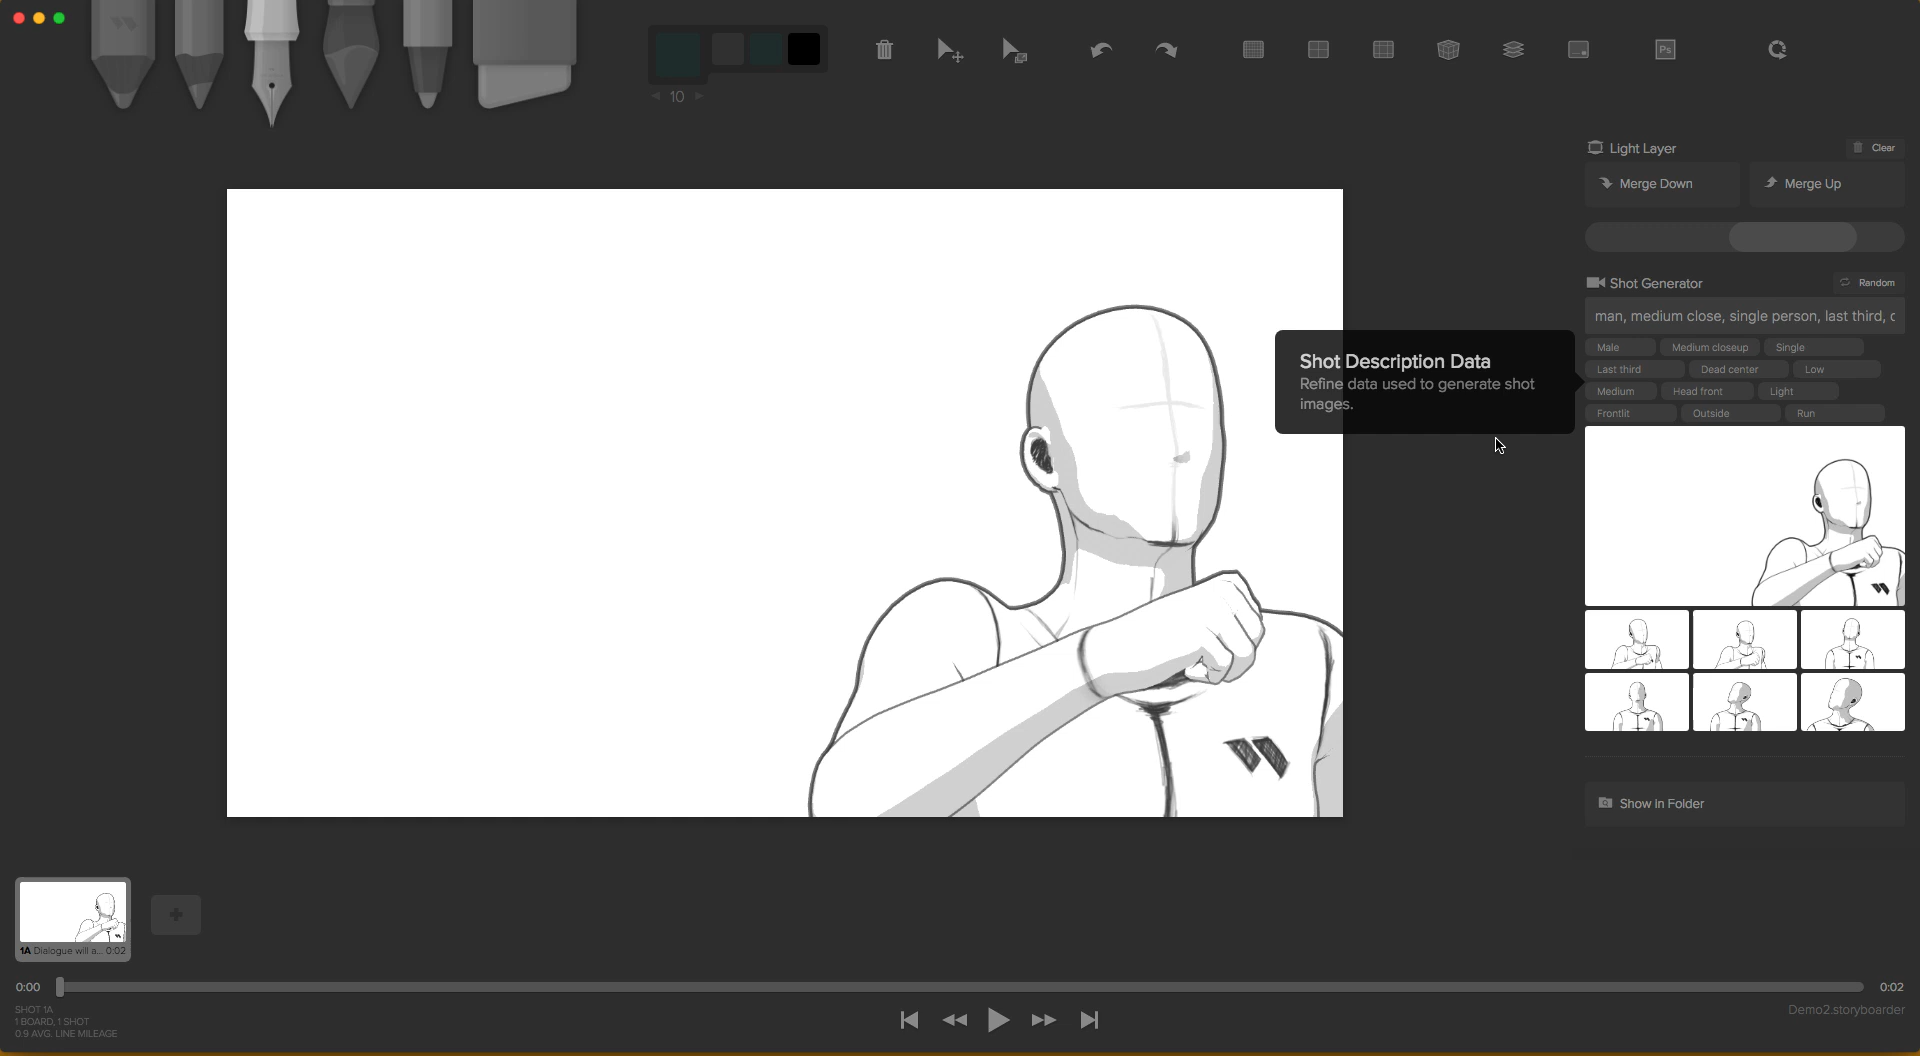 10
Ps
Light Layer
Clear
Merge Down
Merge Up
Shot Generator
Random
man, medium close, single person, last third, c
Male
Medium closeup
Single
Last third
Dead center
Low
Medium
Head front
Light
Frontlit
Outside
Run
Shot Description Data
Refine data used to generate shot
images.
Show in Folder
1A Dialogue will a... 0:02
0:00
0:02
SHOT 1A
1 BOARD, 1 SHOT
0.9 AVG. LINE MILEAGE
Demo2.storyboarder